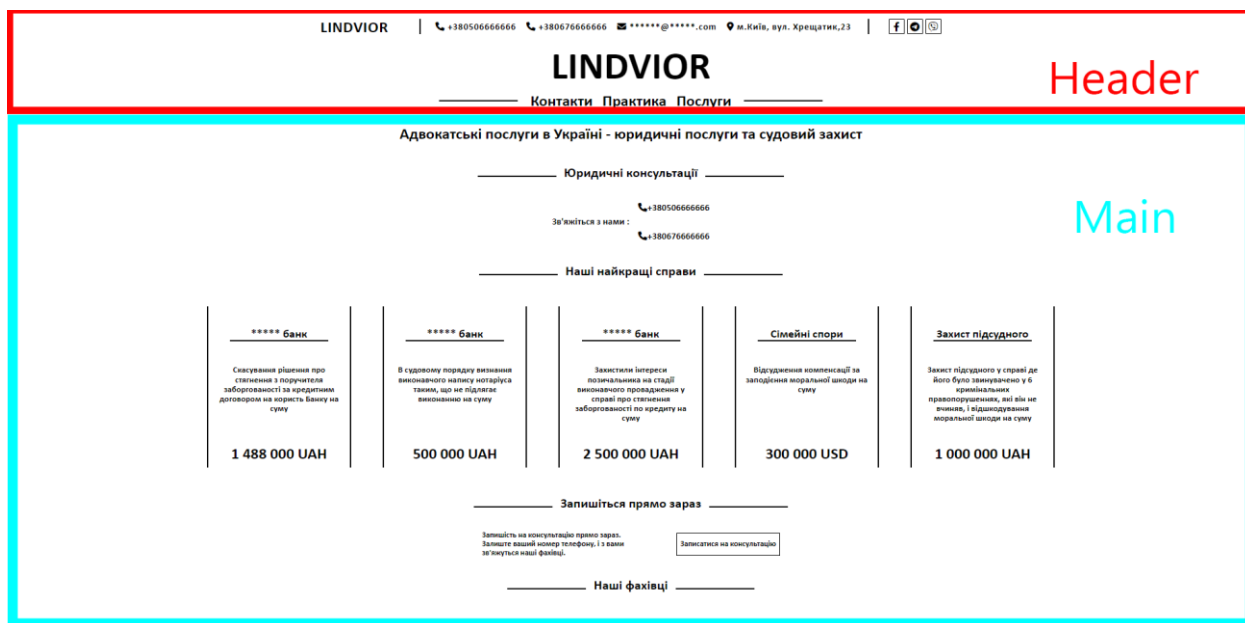 LINDVIOR
+380506666666 +380676666666 ******@*****.com м.Київ, вул. Хрещатик,23
LINDVIOR
Header
Контакти Практика Послуги
Адвокатські послуги в Україні - юридичні послуги та судовий захист
Юридичні консультації
Main
Зв'яжіться з нами :
+380506666666
+380676666666
Наші найкращі справи
***** банк
Скасування рішення про
стягнення з поручителя
заборгованості за кредитним
договором на користь Банку на
суму
1 488 000 UAH
***** банк
В судовому порядку визнання
виконавчого напису нотаріуса
таким, що не підлягає
виконанню на суму
500 000 UAH
***** банк
Захистили інтереси
позичальника на стадії
виконавчого провадження у
справі про стягнення
заборгованості по кредиту на
суму
2 500 000 UAH
Сімейні спори
Відсудження компенсації за
заподіяння моральної шкоди на
суму
300 000 USD
Захист підсудного
Захист підсудного у справі де
його було звинувачено у 6
кримінальних
правопорушеннях, які він не
вчиняв, і відшкодування
моральної шкоди на суму
1 000 000 UAH
Запишіться прямо зараз
Запишість на консультацію прямо зараз.
Залиште ваший номер телефону, і з вами
зв'яжуться наші фахівці.
Записатися на консультацію
Наші фахівці